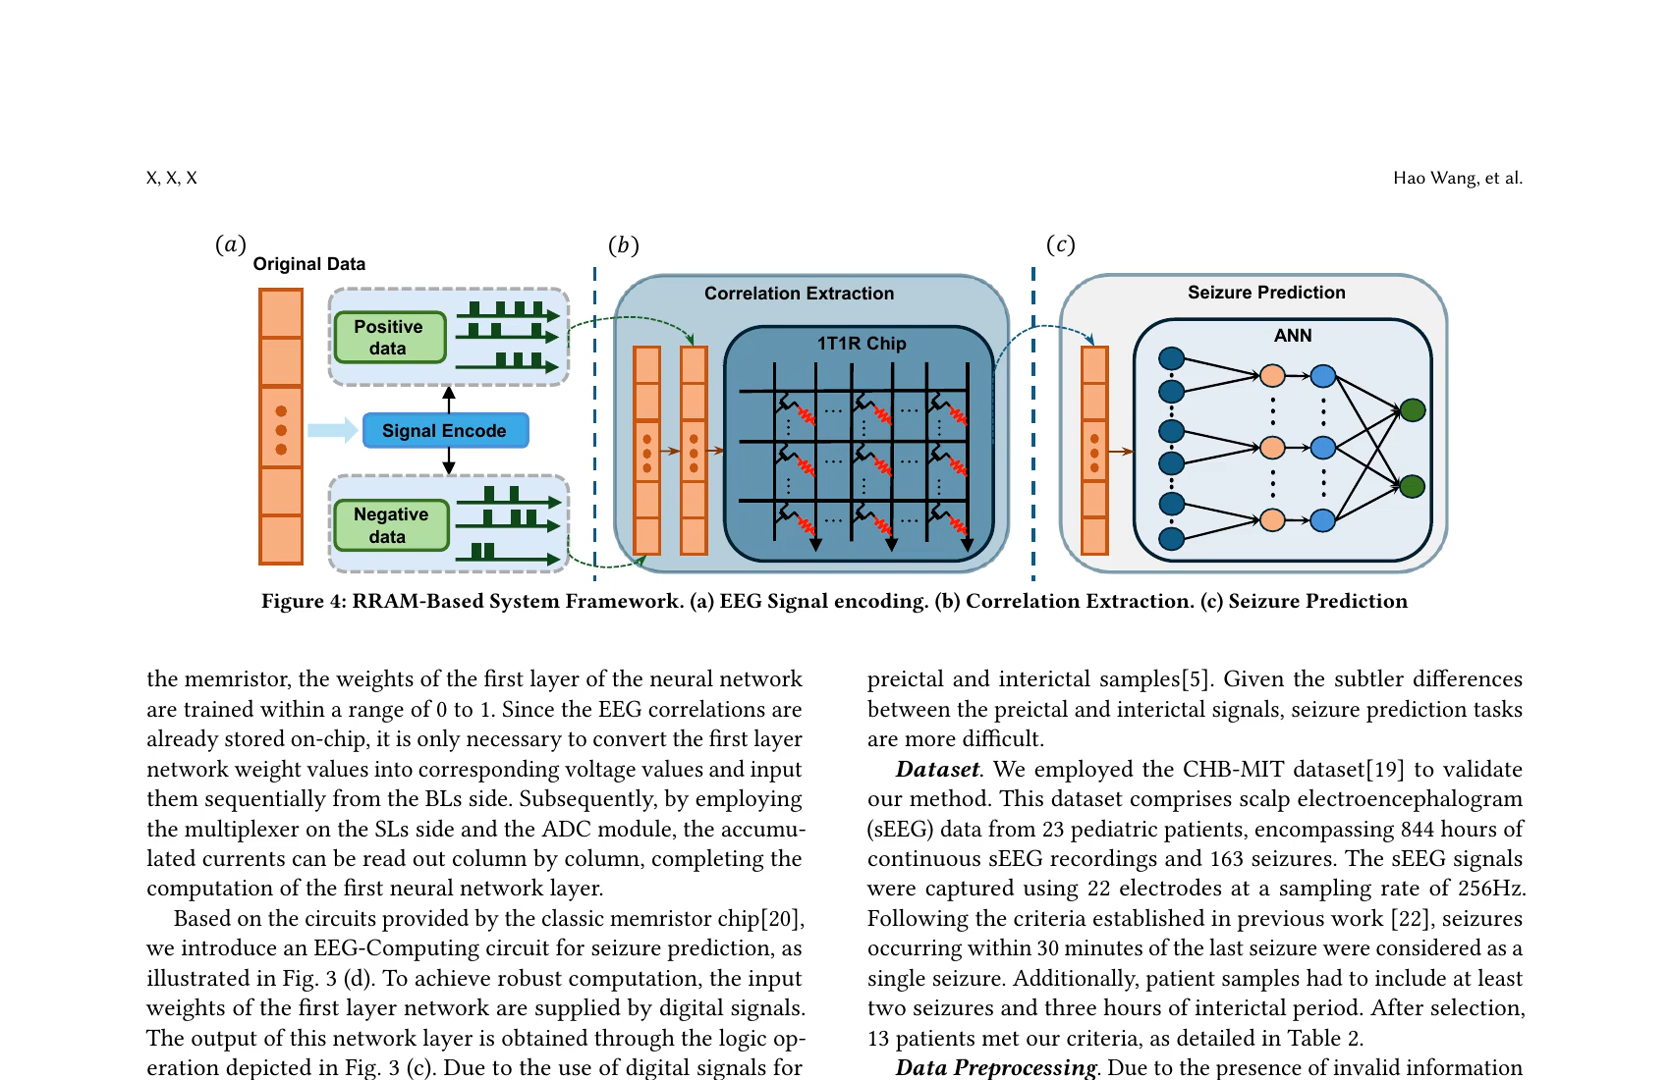 X, X, X
Hao Wang, et al.
(a)
Original Data
Positive
data
Signal Encode
Negative
data
(b)
Correlation Extraction
1T1R Chip
(c)
Seizure Prediction
ANN
Figure 4: RRAM-Based System Framework. (a) EEG Signal encoding. (b) Correlation Extraction. (c) Seizure Prediction
the memristor, the weights of the first layer of the neural network
are trained within a range of 0 to 1. Since the EEG correlations are
already stored on-chip, it is only necessary to convert the first layer
network weight values into corresponding voltage values and input
them sequentially from the BLs side. Subsequently, by employing
the multiplexer on the SLs side and the ADC module, the accumu-
lated currents can be read out column by column, completing the
computation of the first neural network layer.
Based on the circuits provided by the classic memristor chip[20],
we introduce an EEG-Computing circuit for seizure prediction, as
illustrated in Fig. 3 (d). To achieve robust computation, the input
weights of the first layer network are supplied by digital signals.
The output of this network layer is obtained through the logic op-
eration depicted in Fig. 3 (c). Due to the use of digital signals for
preictal and interictal samples[5]. Given the subtler differences
between the preictal and interictal signals, seizure prediction tasks
are more difficult.
Dataset. We employed the CHB-MIT dataset[19] to validate
our method. This dataset comprises scalp electroencephalogram
(sEEG) data from 23 pediatric patients, encompassing 844 hours of
continuous sEEG recordings and 163 seizures. The sEEG signals
were captured using 22 electrodes at a sampling rate of 256Hz.
Following the criteria established in previous work [22], seizures
occurring within 30 minutes of the last seizure were considered as a
single seizure. Additionally, patient samples had to include at least
two seizures and three hours of interictal period. After selection,
13 patients met our criteria, as detailed in Table 2.
Data Preprocessing. Due to the presence of invalid information